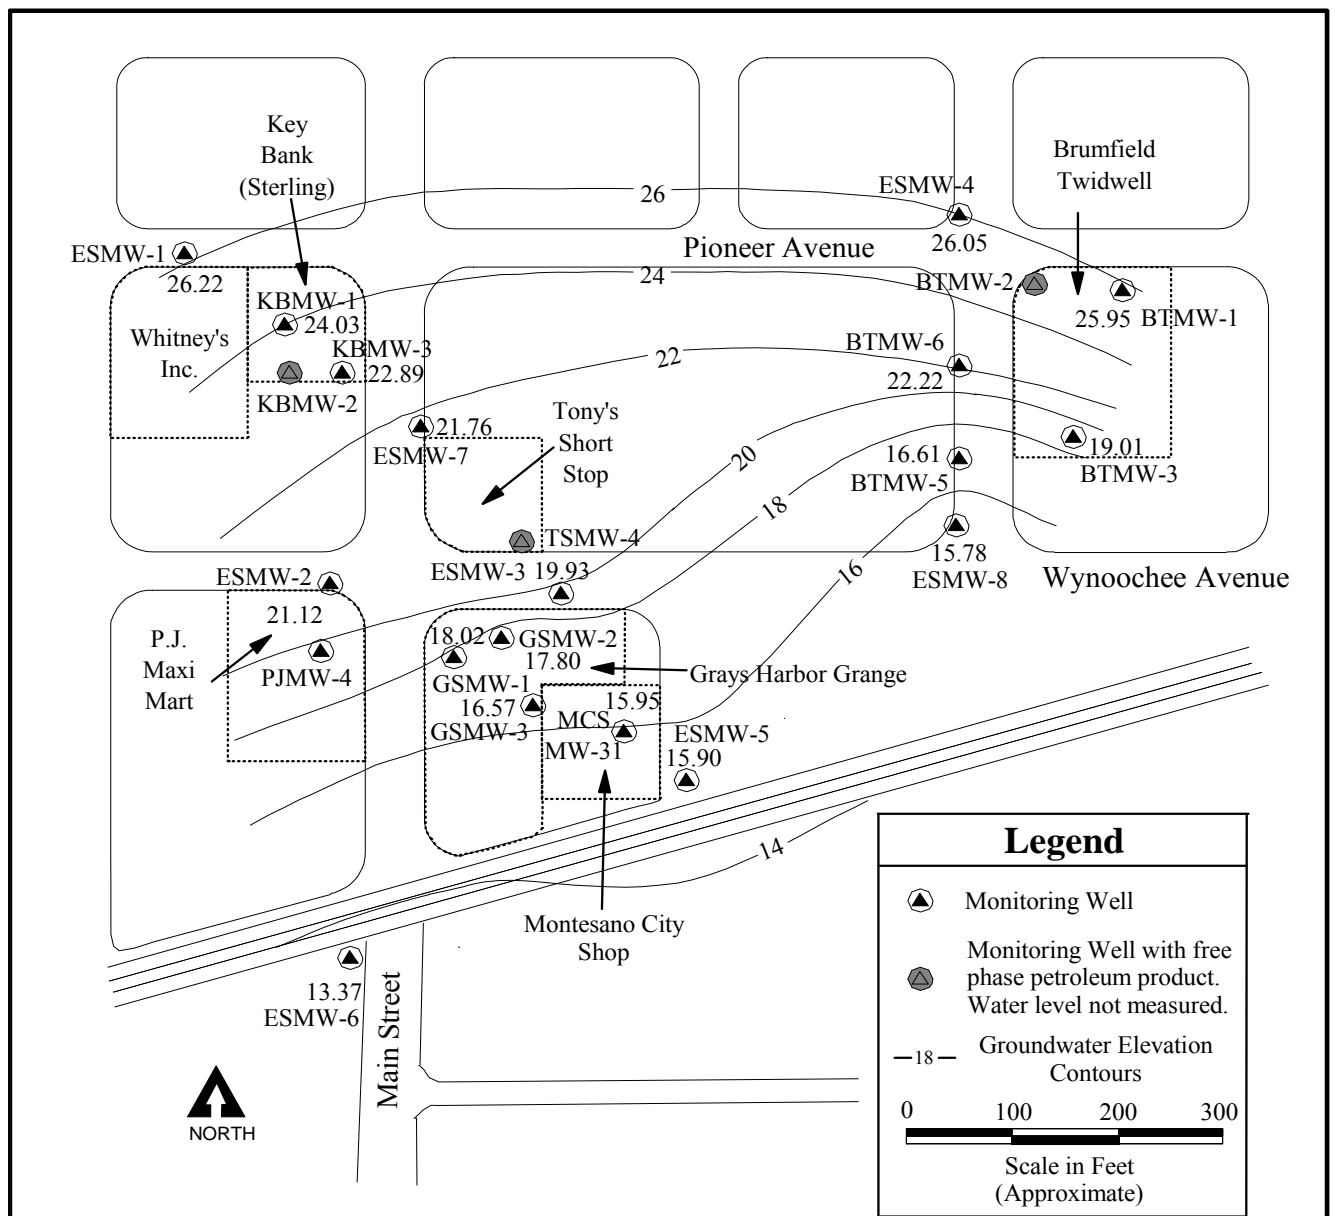 Key
Bank
(Sterling)
Brumfield
Twidwell
26
ESMW-4
26.05
Pioneer Avenue
ESMW-1
26.22
24
BTMW-2
25.95
BTMW-1
KBMW-1
24.03
Whitney's
Inc.
KBMW-3
22.89
KBMW-2
22
BTMW-6
22.22
Tony's
Short
Stop
21.76
ESMW-7
20
16.61
BTMW-5
19.01
BTMW-3
18
TSMW-4
ESMW-3
19.93
16
15.78
ESMW-8
Wynoochee Avenue
ESMW-2
21.12
P.J.
Maxi
Mart
PJMW-4
18.02
GSMW-2
17.80
GSMW-1
Grays Harbor Grange
16.57
GSMW-3
15.95
MCS
MW-31
ESMW-5
15.90
14
Montesano City
Shop
13.37
ESMW-6
Main Street
NORTH
Legend
Monitoring Well
Monitoring Well with free
phase petroleum product.
Water level not measured.
18
Groundwater Elevation
Contours
0 100 200 300
Scale in Feet
(Approximate)